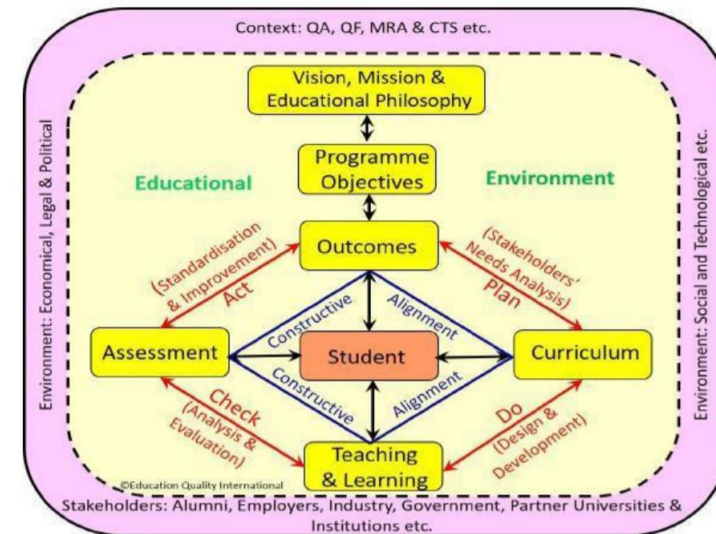 Context: QA, QF, MRA & CTS etc.
Vision, Mission &
Educational Philosophy
Programme
Objectives
Educational
Environment
Environment: Economical, Legal & Political
Environment: Social and Technological etc.
Outcomes
(Standardisation
& Improvement)
Act
(Stakeholders'
Needs Analysis)
Plan
Constructive
Alignment
Assessment
Student
Curriculum
Constructive
Alignment
Check
(Analysis &
Evaluation)
Do
(Design &
Development)
Teaching
& Learning
©Education Quality International
Stakeholders: Alumni, Employers, Industry, Government, Partner Universities &
Institutions etc.